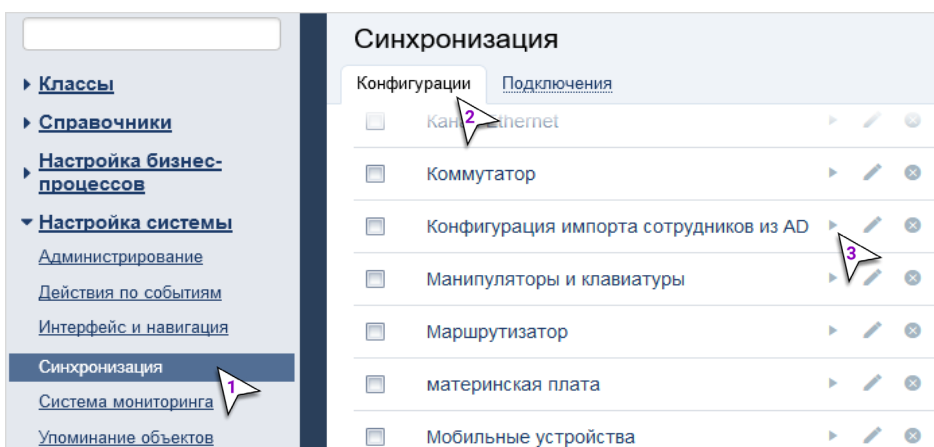 Классы
Справочники
Настройка бизнес-
процессов
Настройка системы
Администрирование
Действия по событиям
Интерфейс и навигация
Синхронизация
1
Система мониторинга
Упоминание объектов
Синхронизация
Конфигурации
Подключения
2
Ethernet
Коммутатор
Конфигурация импорта сотрудников из AD
3
Манипуляторы и клавиатуры
Маршрутизатор
материнская плата
Мобильные устройства